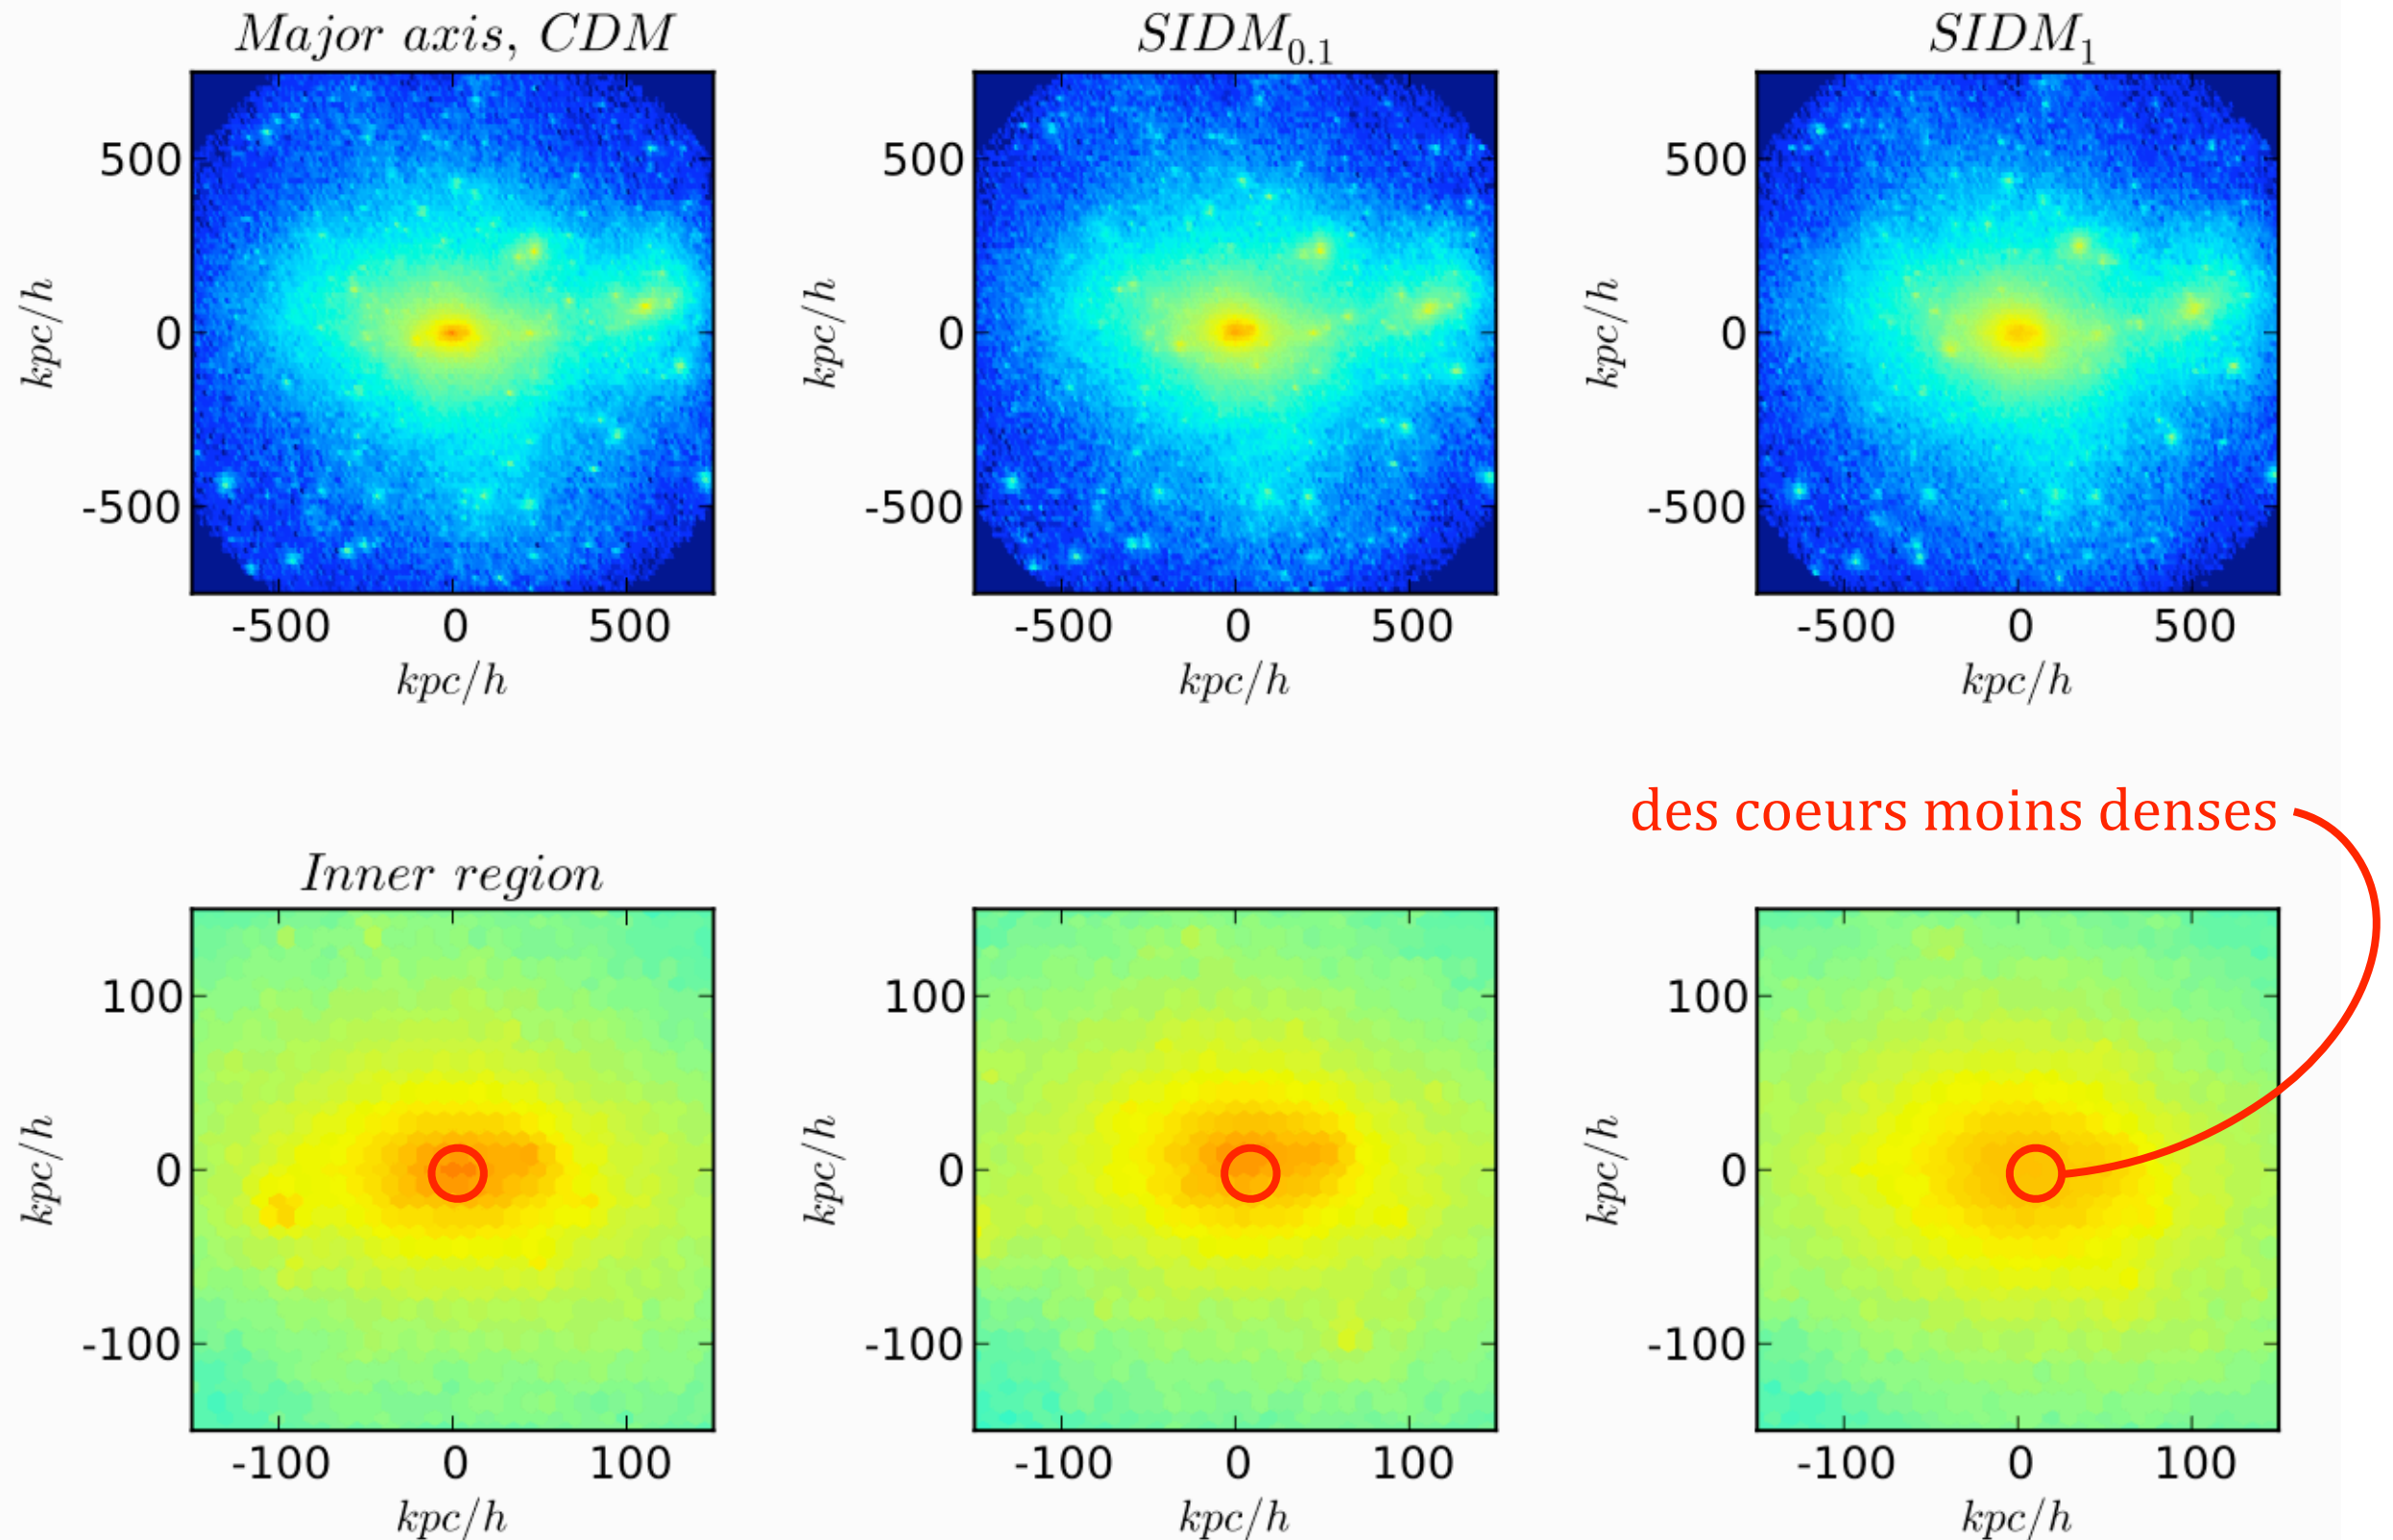 Major axis, CDM
SIDM₀.₁
SIDM₁
500
0
-500
kpc/h
-500 0 500
kpc/h
500
0
-500
kpc/h
-500 0 500
kpc/h
500
0
-500
kpc/h
-500 0 500
kpc/h
des coeurs moins denses
Inner region
100
0
-100
kpc/h
-100 0 100
kpc/h
100
0
-100
kpc/h
-100 0 100
kpc/h
100
0
-100
kpc/h
-100 0 100
kpc/h